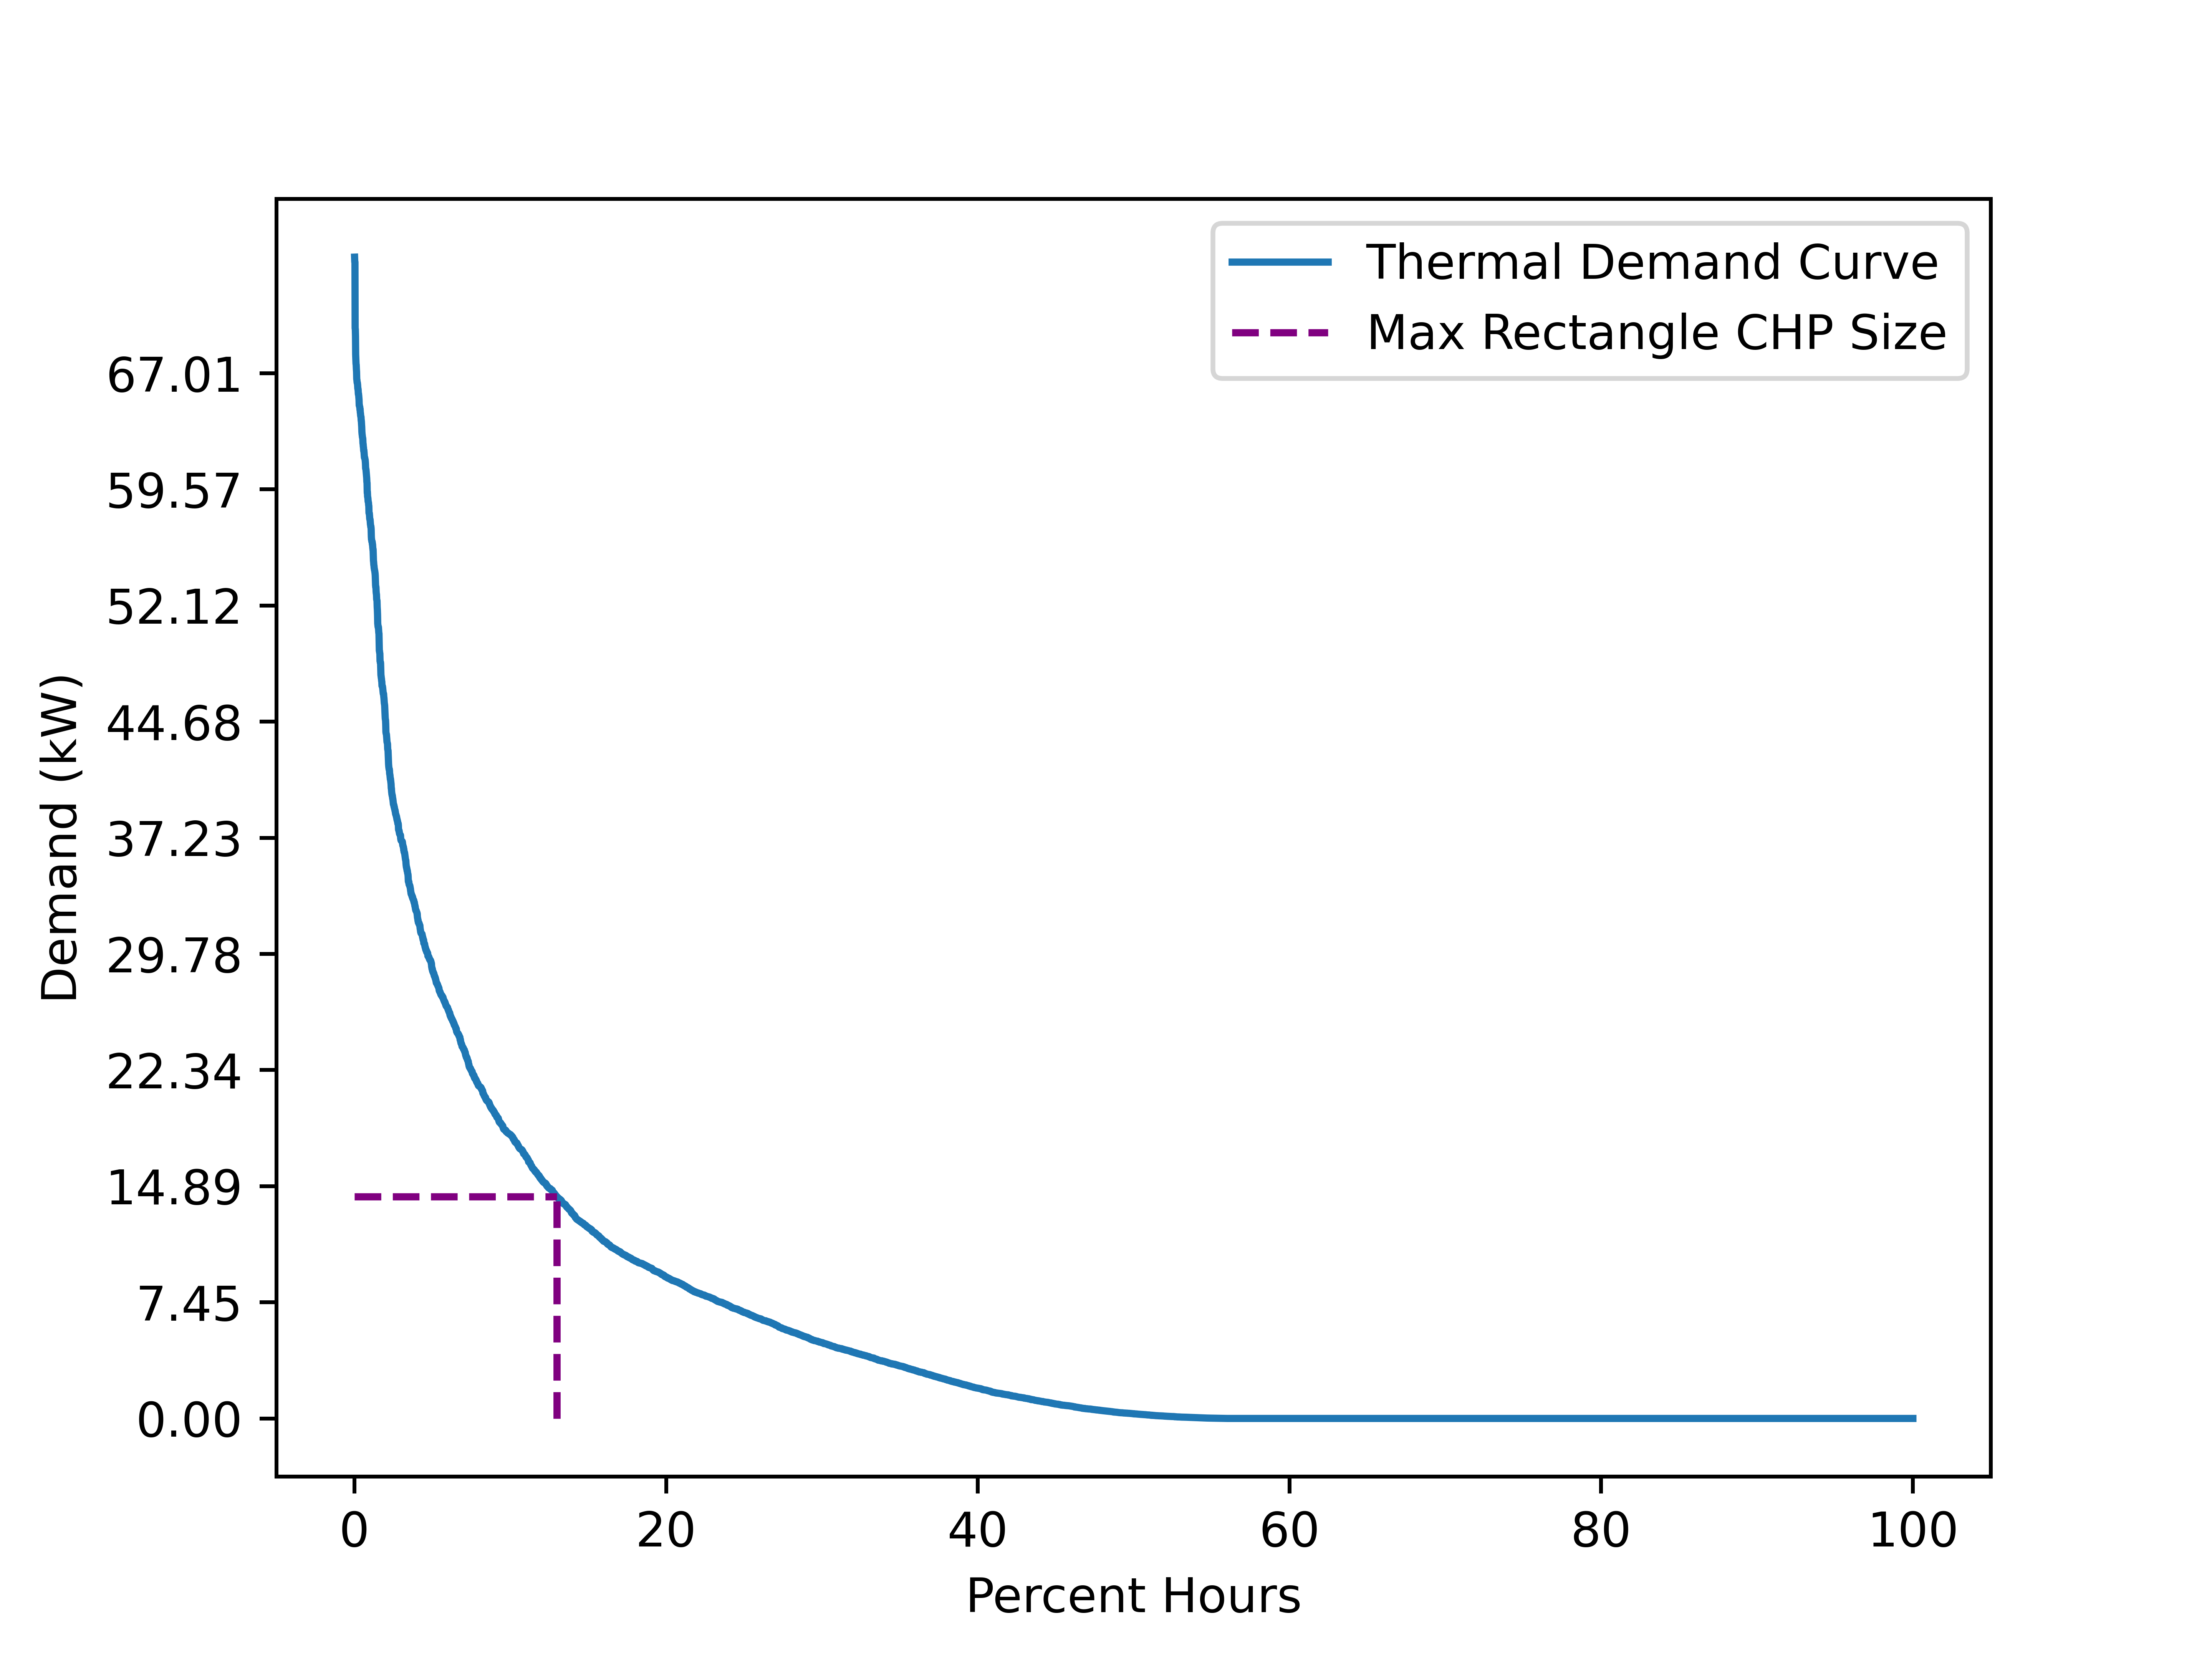 Thermal Demand Curve
Max Rectangle CHP Size
67.01
59.57
52.12
44.68
37.23
29.78
22.34
14.89
7.45
0.00
Demand (kW)
0 20 40 60 80 100
Percent Hours